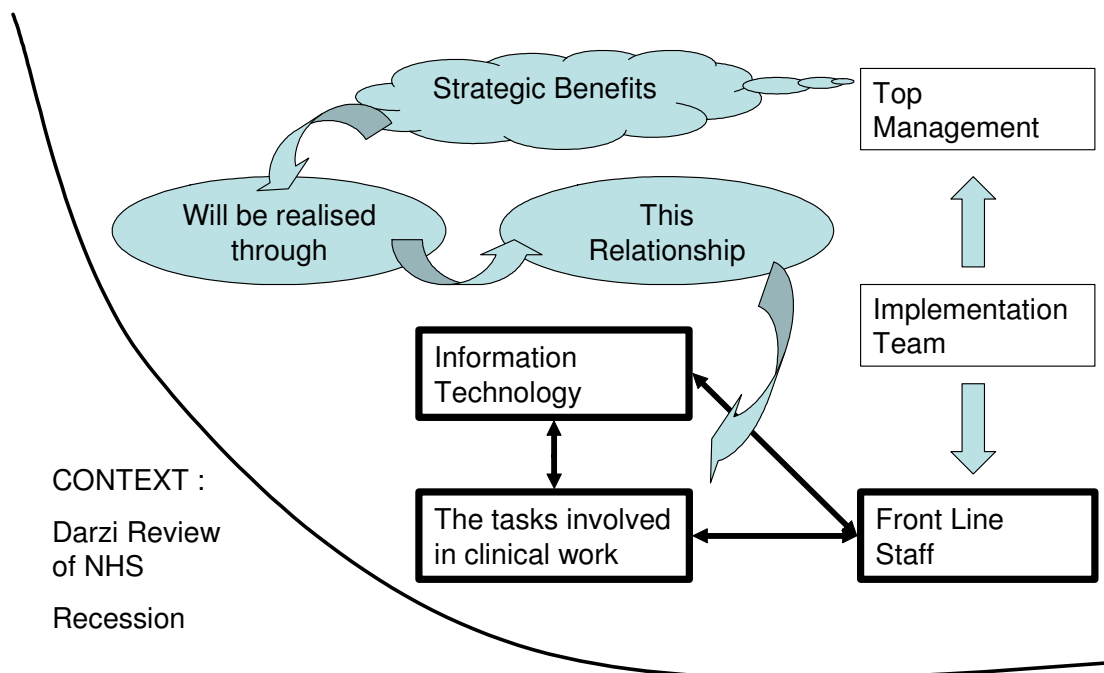 Strategic Benefits
Top
Management
Will be realised
through
This
Relationship
Implementation
Team
Information
Technology
CONTEXT :
Darzi Review
of NHS
Recession
The tasks involved
in clinical work
Front Line
Staff